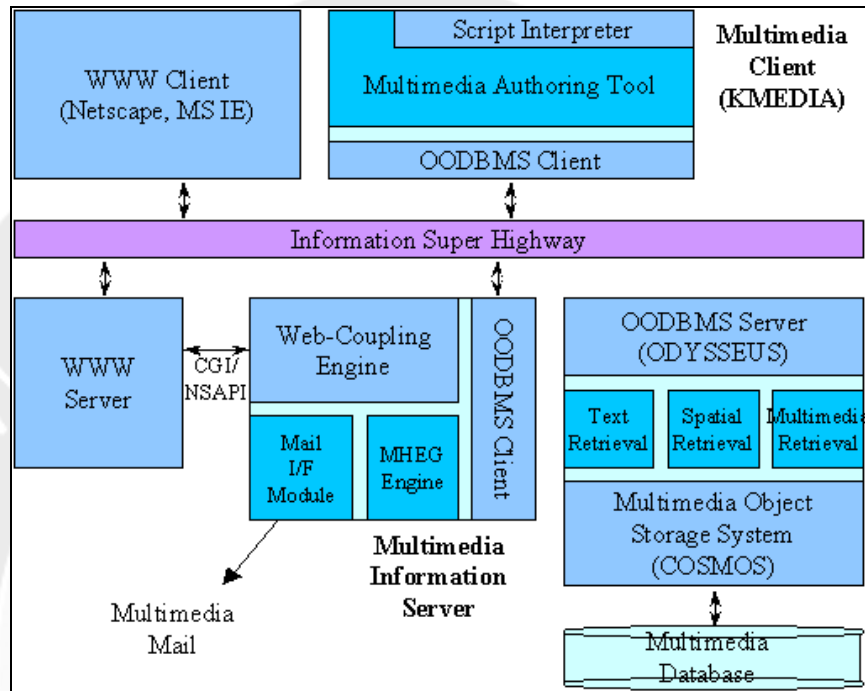 WWW Client
(Netscape, MS IE)
Script Interpreter
Multimedia Authoring Tool
OODBMS Client
Multimedia
Client
(KMEDIA)
Information Super Highway
WWW
Server
CGI/
NSAPI
Web-Coupling
Engine
Mail
I/F
Module
MHEG
Engine
OODBMS Client
Multimedia
Information
Server
Multimedia
Mail
OODBMS Server
(ODYSSEUS)
Text
Retrieval
Spatial
Retrieval
Multimedia
Retrieval
Multimedia Object
Storage System
(COSMOS)
Multimedia
Database